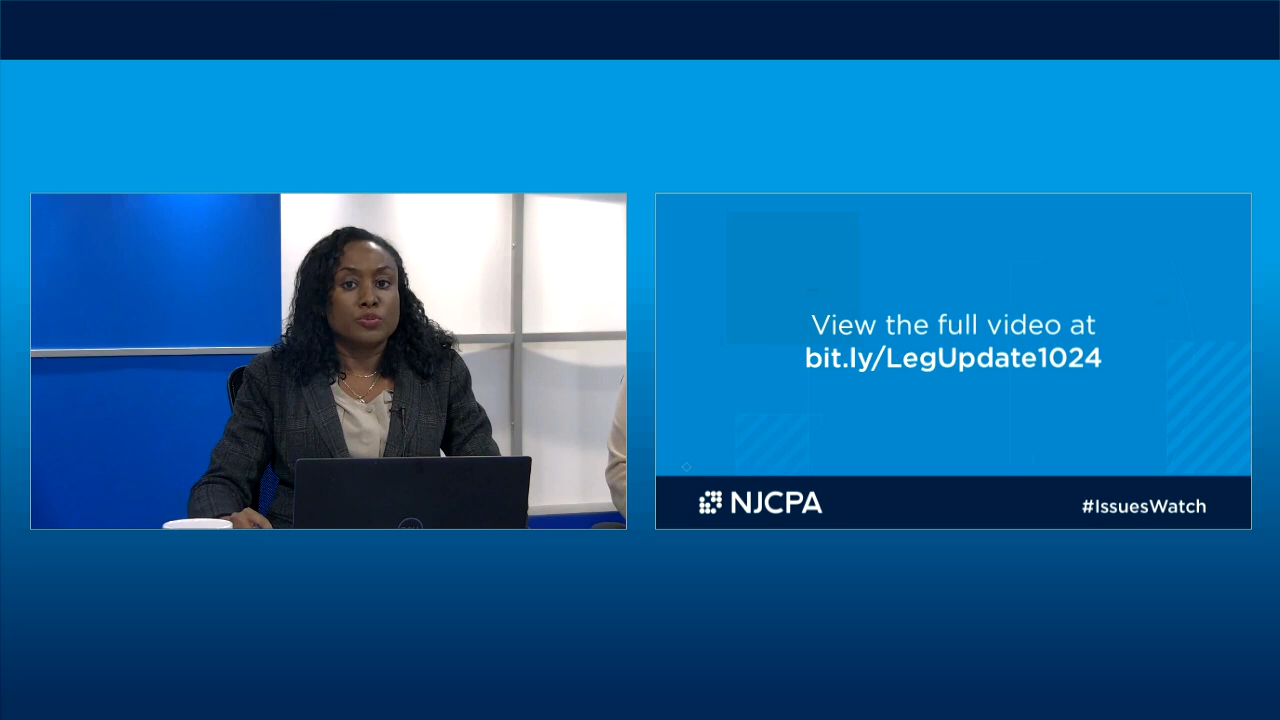 View the full video at
bit.ly/LegUpdate1024
NJCPA
#IssuesWatch